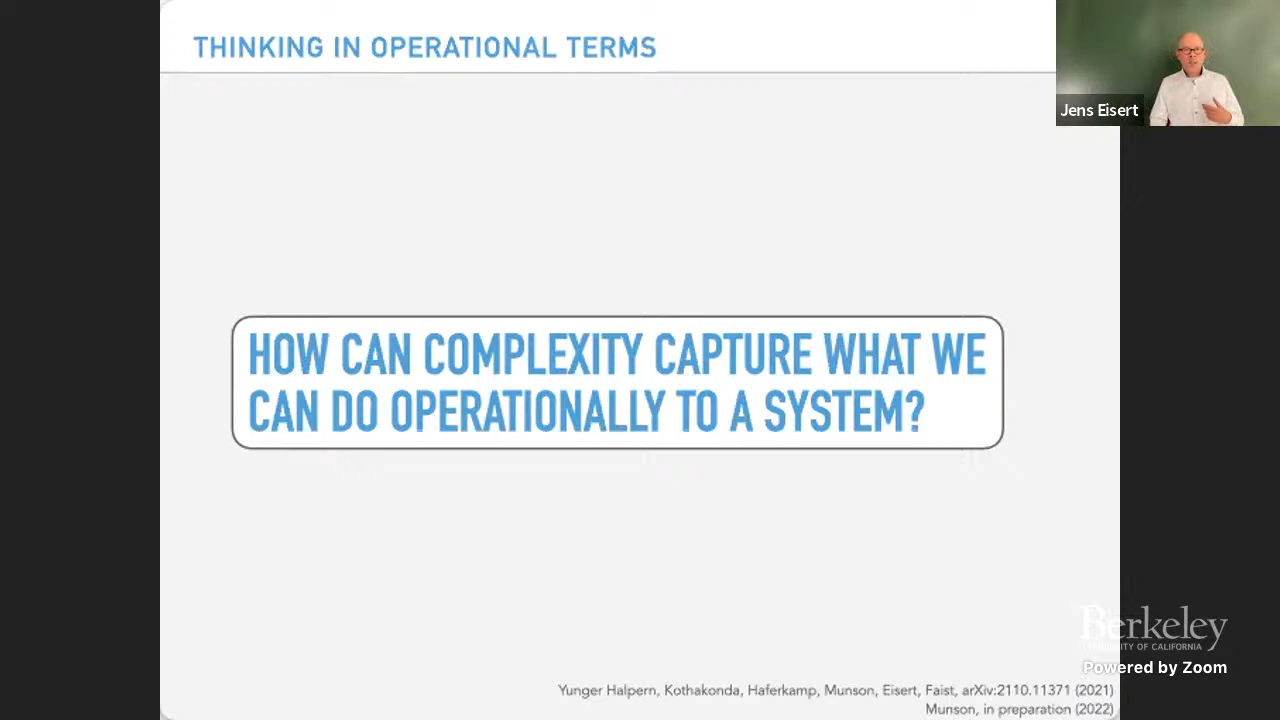 THINKING IN OPERATIONAL TERMS
Jens Eisert
HOW CAN COMPLEXITY CAPTURE WHAT WE
CAN DO OPERATIONALLY TO A SYSTEM?
Berkeley
UNIVERSITY OF CALIFORNIA
Powered by Zoom
Yunger Halpern, Kothakonda, Haferkamp, Munson, Eisert, Faist, arXiv:2110.11371 (2021)
Munson, in preparation (2022)